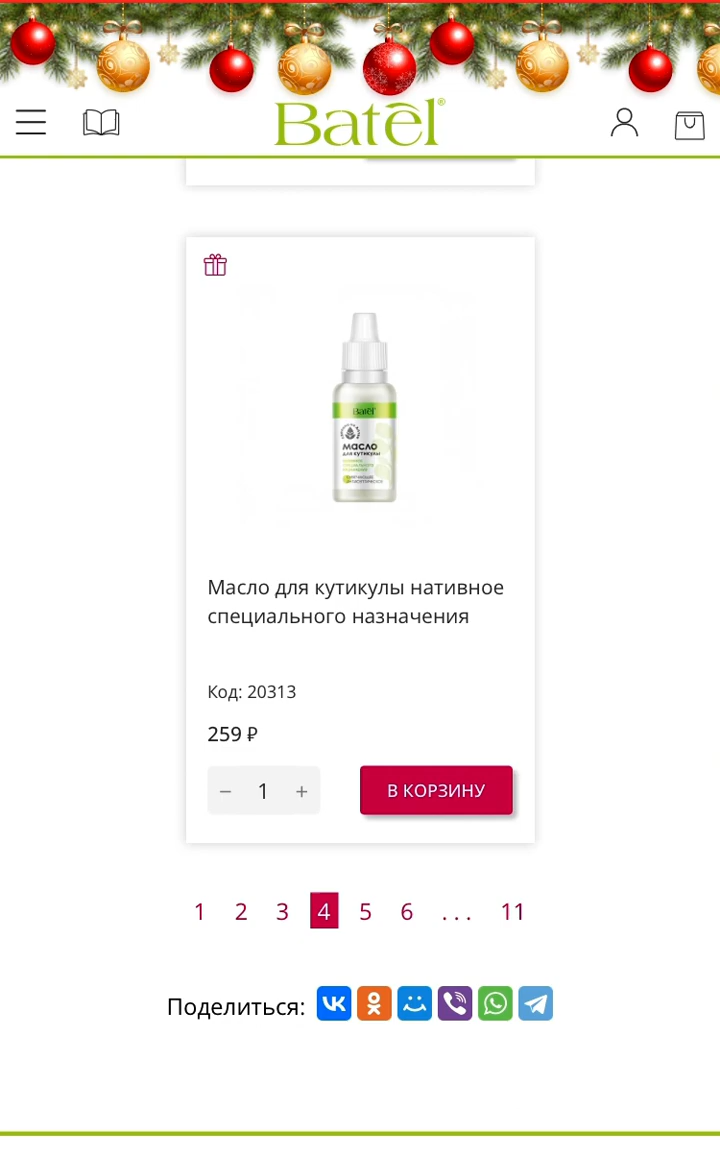 Batēl®
Batēl
масло
для кутикулы
Масло для кутикулы нативное
специального назначения
Код: 20313
259 ₽
− 1 +
В КОРЗИНУ
1 2 3 4 5 6 ... 11
Поделиться: